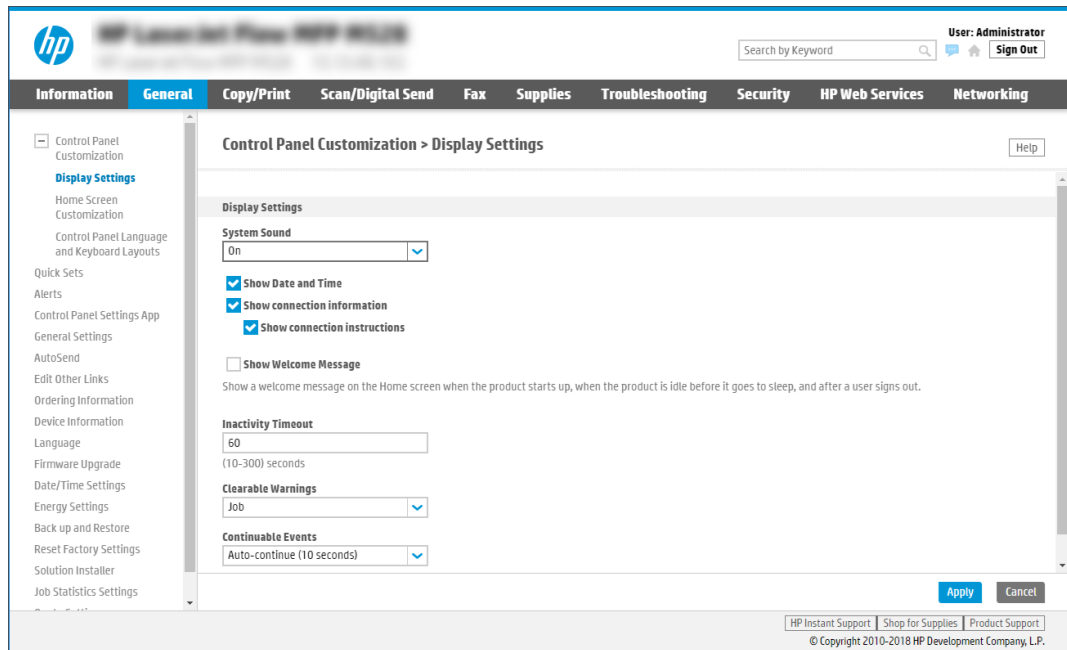 hp
User: Administrator
Search by Keyword
Sign Out
Information General Copy/Print Scan/Digital Send Fax Supplies Troubleshooting Security HP Web Services Networking
Control Panel
Customization
Display Settings
Home Screen
Customization
Control Panel Language
and Keyboard Layouts
Quick Sets
Alerts
Control Panel Settings App
General Settings
AutoSend
Edit Other Links
Ordering Information
Device Information
Language
Firmware Upgrade
Date/Time Settings
Energy Settings
Back up and Restore
Reset Factory Settings
Solution Installer
Job Statistics Settings
Control Panel Customization > Display Settings
Help
Display Settings
System Sound
On
Show Date and Time
Show connection information
Show connection instructions
Show Welcome Message
Show a welcome message on the Home screen when the product starts up, when the product is idle before it goes to sleep, and after a user signs out.
Inactivity Timeout
60
(10-300) seconds
Clearable Warnings
Job
Continuable Events
Auto-continue (10 seconds)
Apply Cancel
HP Instant Support Shop for Supplies Product Support
© Copyright 2010-2018 HP Development Company, L.P.